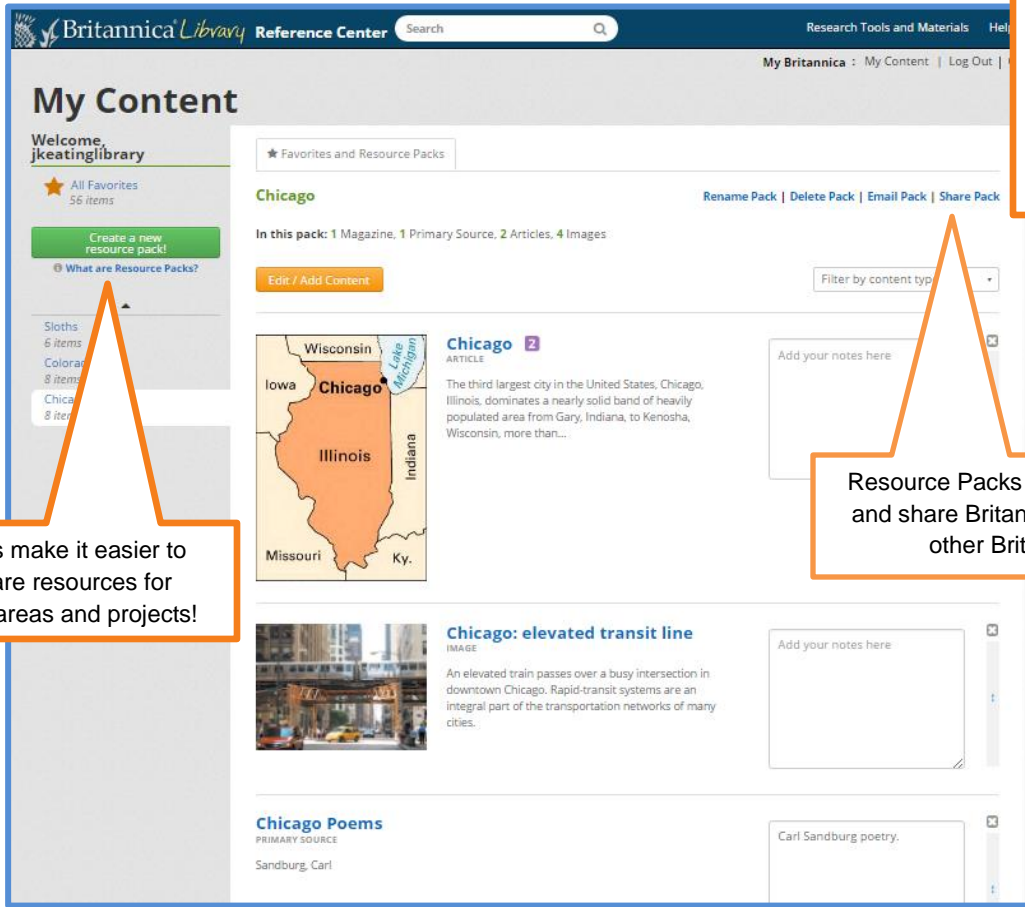 Britannica Library Reference Center
Search
Research Tools and Materials
My Britannica : My Content | Log Out |
My Content
Welcome,
jkeatinglibrary
All Favorites
56 items
Create a new
resource pack!
What are Resource Packs?
Sloths
6 items
8 items
8
Favorites and Resource Packs
Chicago
Rename Pack | Delete Pack | Email Pack | Share Pack
In this pack: 1 Magazine, 1 Primary Source, 2 Articles, 4 Images
Edit / Add Content
Filter by content
Wisconsin
Lake
Michigan
Iowa
Chicago
Illinois
Indiana
Missouri
Ky.
Chicago 2
ARTICLE
The third largest city in the United States, Chicago,
Illinois, dominates a nearly solid band of heavily
populated area from Gary, Indiana, to Kenosha,
Wisconsin, more than...
Add your notes here
Resource Packs
and share
other
make it easier to
resources for
areas and projects!
Chicago: elevated transit line
IMAGE
An elevated train passes over a busy intersection in
downtown Chicago. Rapid-transit systems are an
integral part of the transportation networks of many
cities.
Add your notes here
Chicago Poems
PRIMARY SOURCE
Sandburg, Carl
Carl Sandburg poetry.